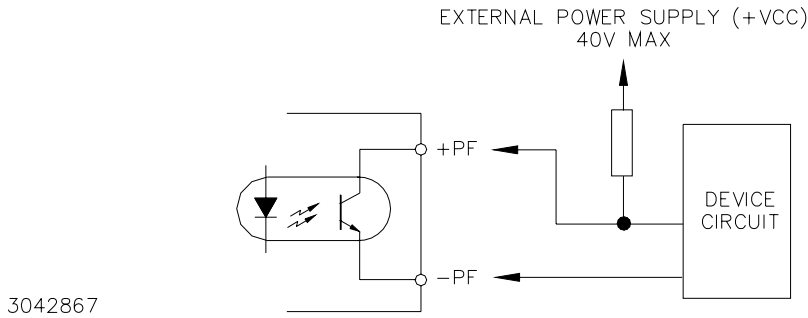 EXTERNAL POWER SUPPLY (+VCC)
40V MAX
+PF
DEVICE
CIRCUIT
-PF
3042867